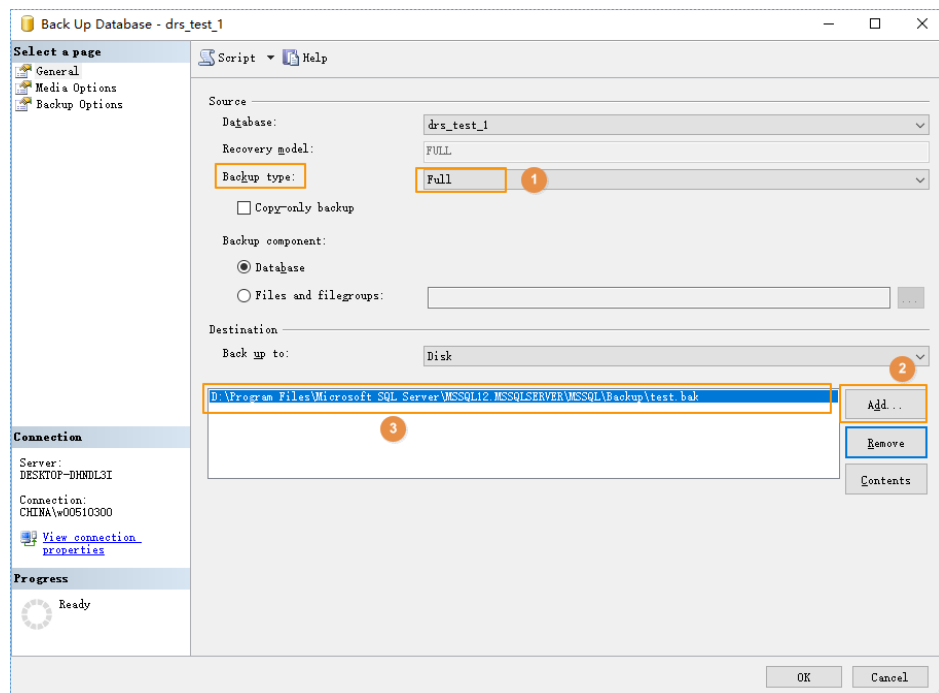 Back Up Database - drs_test_1
Select a page
General
Media Options
Backup Options
Script
Help
Source
Database:
drs_test_1
Recovery model:
FULL
Backup type:
Full
1
Copy-only backup
Backup component:
Database
Files and filegroups:
...
Destination
Back up to:
Disk
2
D:\Program Files\Microsoft SQL Server\MSSQL12.MSSQLSERVER\MSSQL\Backup\test.bak
Add...
3
Remove
Contents
Connection
Server:
DESKTOP-DHNDL3I
Connection:
CHINA\w00510300
View connection
properties
Progress
Ready
OK
Cancel